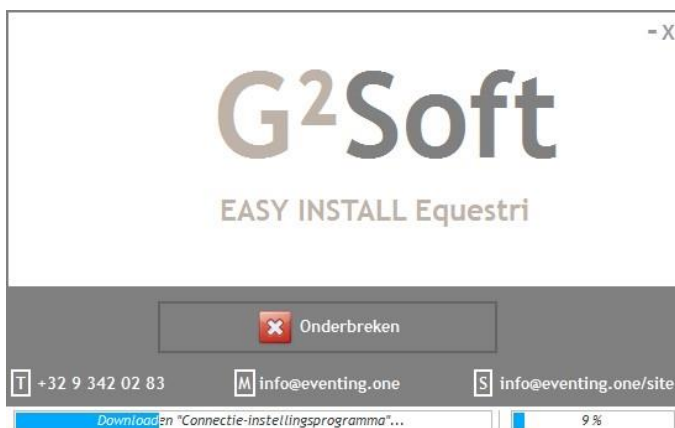 - X
G²Soft
EASY INSTALL Equestri
Onderbreken
T +32 9 342 02 83 M info@eventing.one S info@eventing.one/site
Downloaden "Connectie-instellingsprogramma"... 9 %